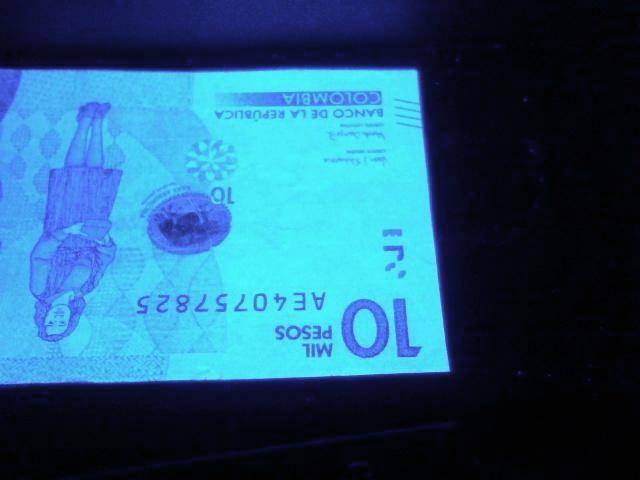 10 MIL
PESOS
AE40757825
10
BANCO DE LA REPÚBLICA
COLOMBIA